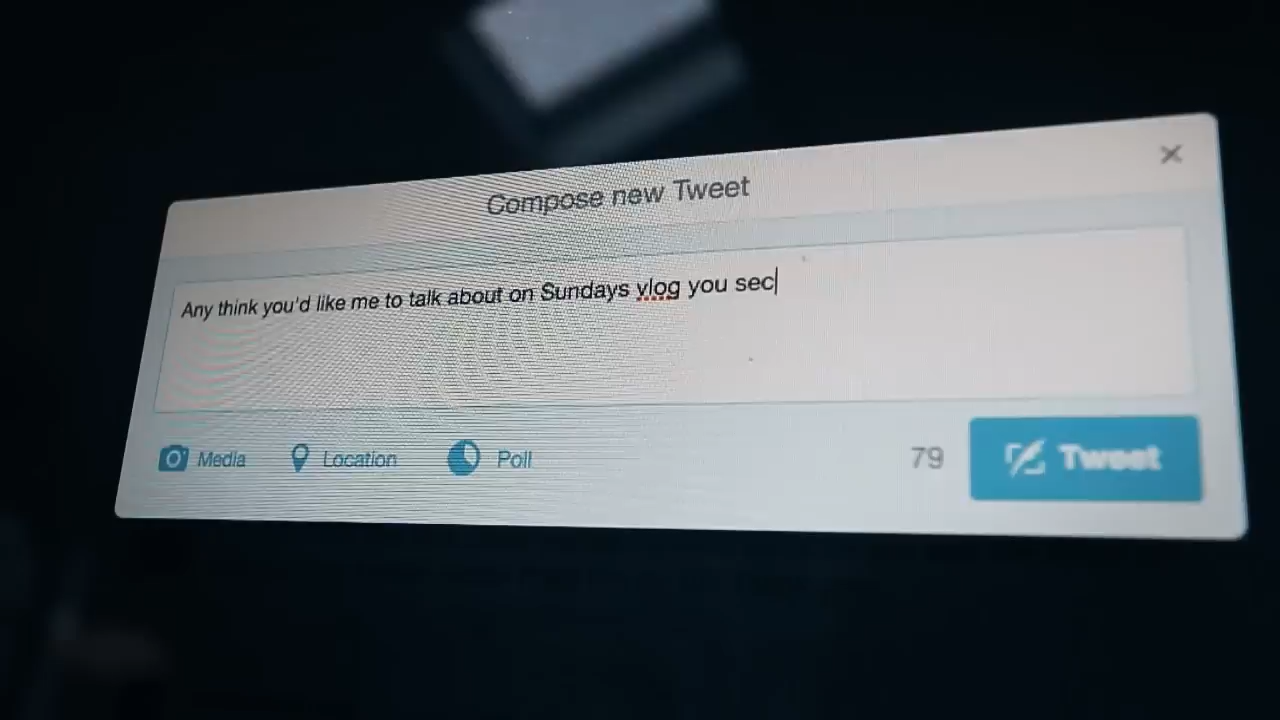 Compose new Tweet
Any think you'd like me to talk about on Sundays vlog you sec
Media Location Poll 79 Tweet